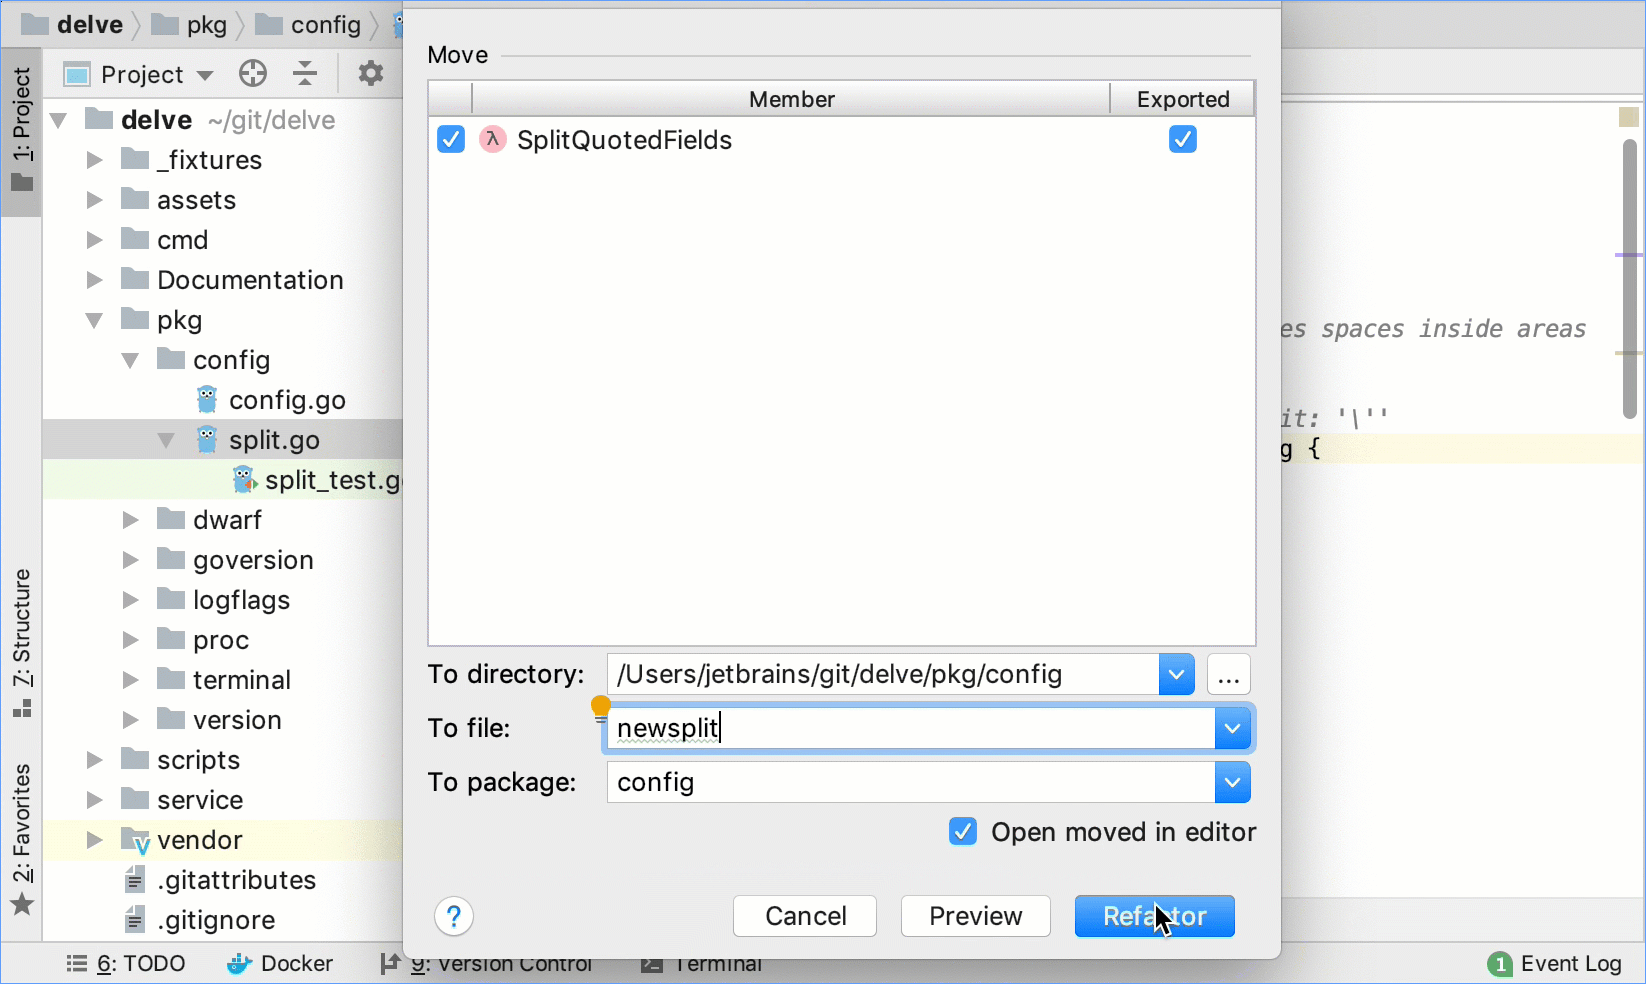 delve pkg config
1: Project
Project
delve ~/git/delve
_fixtures
assets
cmd
Documentation
pkg
config
config.go
split.go
split_test.g
dwarf
goversion
logflags
proc
terminal
version
scripts
service
vendor
.gitattributes
.gitignore
7: Structure
2: Favorites
Move
Member Exported
SplitQuotedFields
To directory: /Users/jetbrains/git/delve/pkg/config ...
To file: newsplit
To package: config
Open moved in editor
? Cancel Preview Refactor
es spaces inside areas
it: '\''
g {
6: TODO Docker 9: Version Control Terminal 1 Event Log